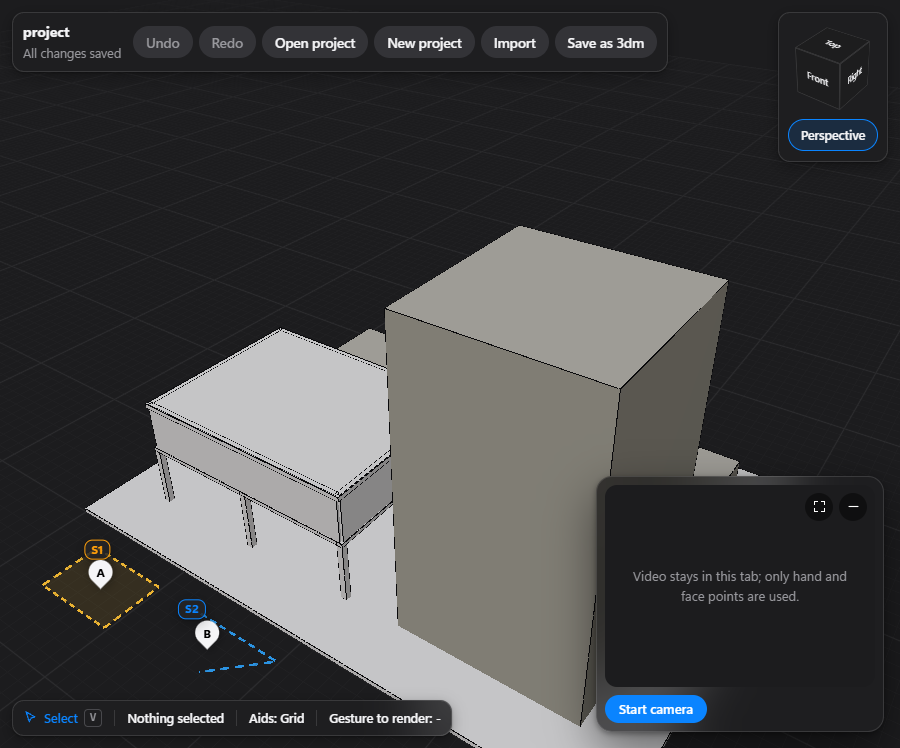 project
All changes saved
Undo
Redo
Open project
New project
Import
Save as 3dm
Top
Front
Right
Perspective
S1
A
S2
B
Video stays in this tab; only hand and
face points are used.
Start camera
Select V
Nothing selected
Aids: Grid
Gesture to render: -